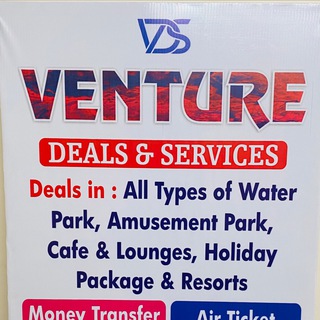 VDS
VENTURE
DEALS & SERVICES
Deals in : All Types of Water
Park, Amusement Park,
Cafe & Lounges, Holiday
Package & Resorts
Money Transfer
Air Ticket